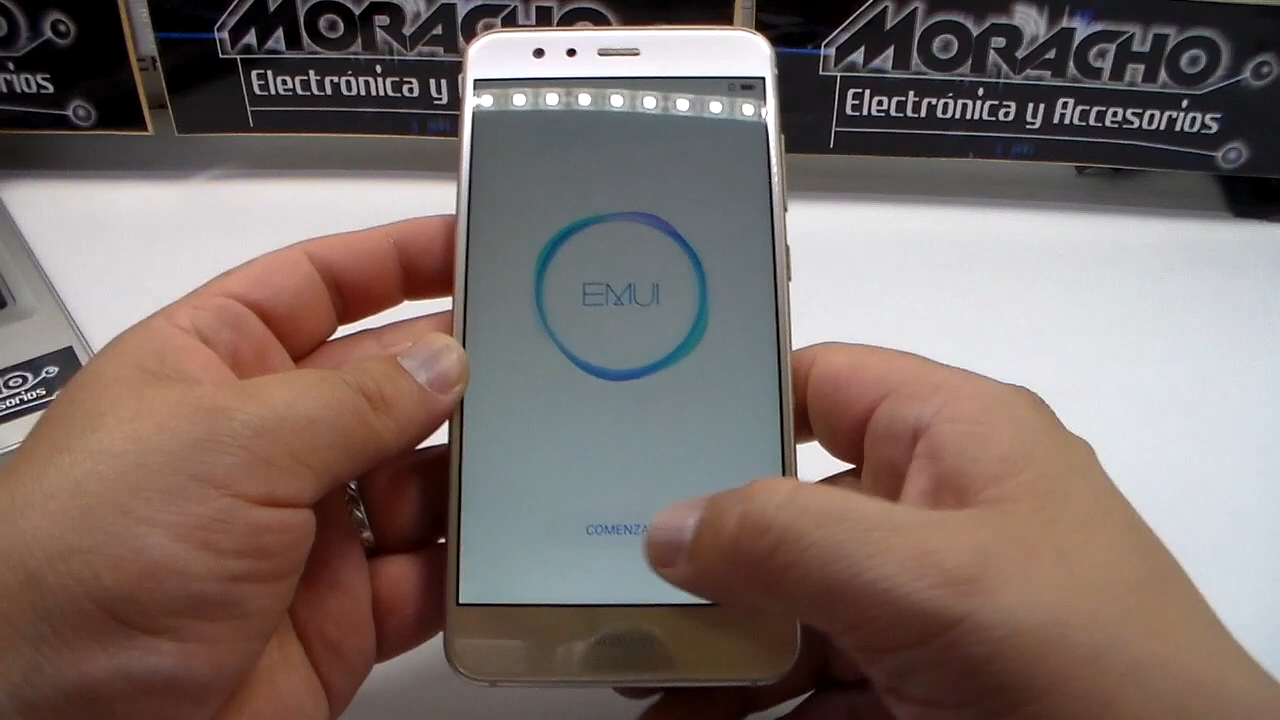 MORACHO
Electrónica y
MORACHO
Electrónica y Accesorios
EMUI
COMENZA